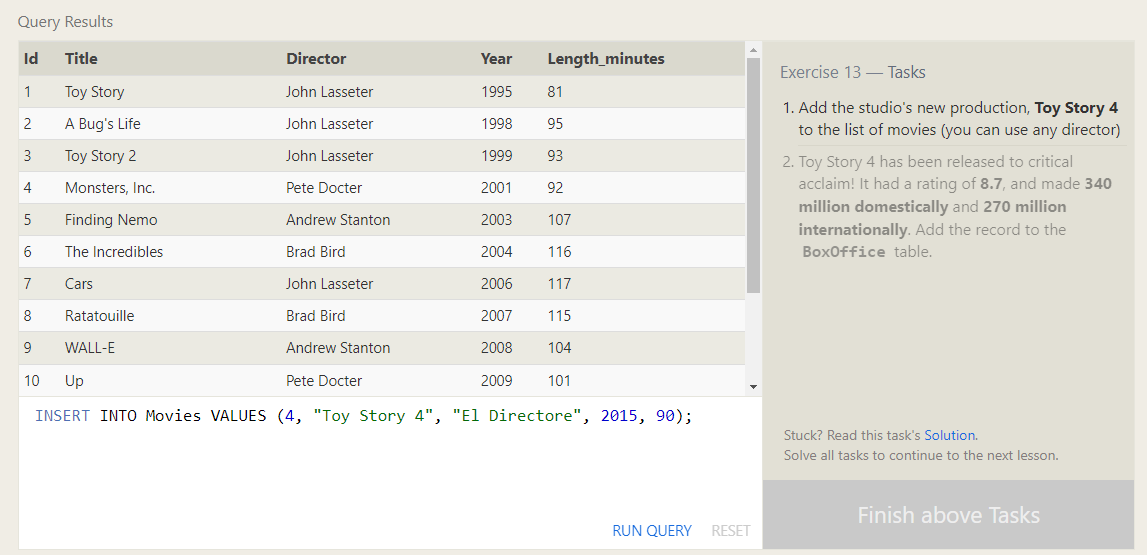 Query Results
Id Title Director Year Length_minutes
1 Toy Story John Lasseter 1995 81
2 A Bug's Life John Lasseter 1998 95
3 Toy Story 2 John Lasseter 1999 93
4 Monsters, Inc. Pete Docter 2001 92
5 Finding Nemo Andrew Stanton 2003 107
6 The Incredibles Brad Bird 2004 116
7 Cars John Lasseter 2006 117
8 Ratatouille Brad Bird 2007 115
9 WALL-E Andrew Stanton 2008 104
10 Up Pete Docter 2009 101
INSERT INTO Movies VALUES (4, "Toy Story 4", "El Directore", 2015, 90);
RUN QUERY RESET
Exercise 13 — Tasks
1. Add the studio's new production, Toy Story 4
to the list of movies (you can use any director)
2. Toy Story 4 has been released to critical
acclaim! It had a rating of 8.7, and made 340
million domestically and 270 million
internationally. Add the record to the
BoxOffice table.
Stuck? Read this task's Solution.
Solve all tasks to continue to the next lesson.
Finish above Tasks